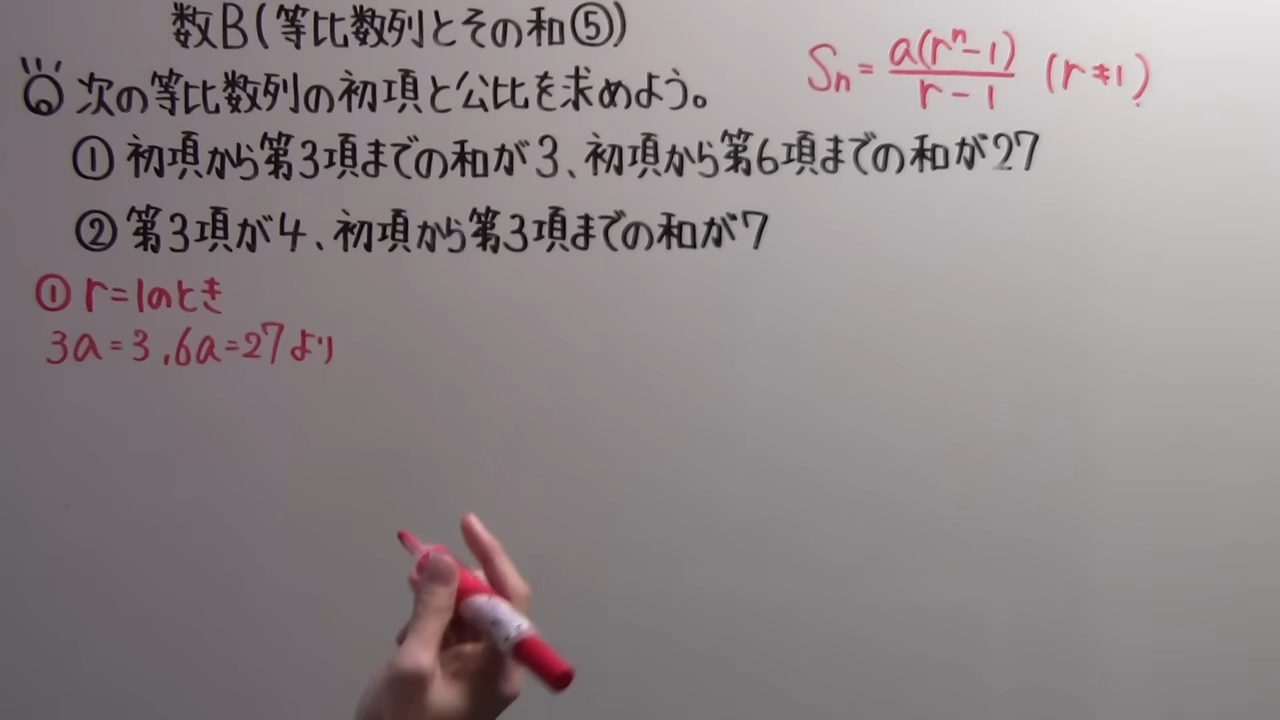 数B(等比数列とその和⑤)
Sn = a(rⁿ-1) / r-1 (r≠1)
Q 次の等比数列の初項と公比を求めよう。
① 初項から第3項までの和が3、初項から第6項までの和が27
② 第3項が4、初項から第3項までの和が7
① r=1のとき
3a=3,6a=27より